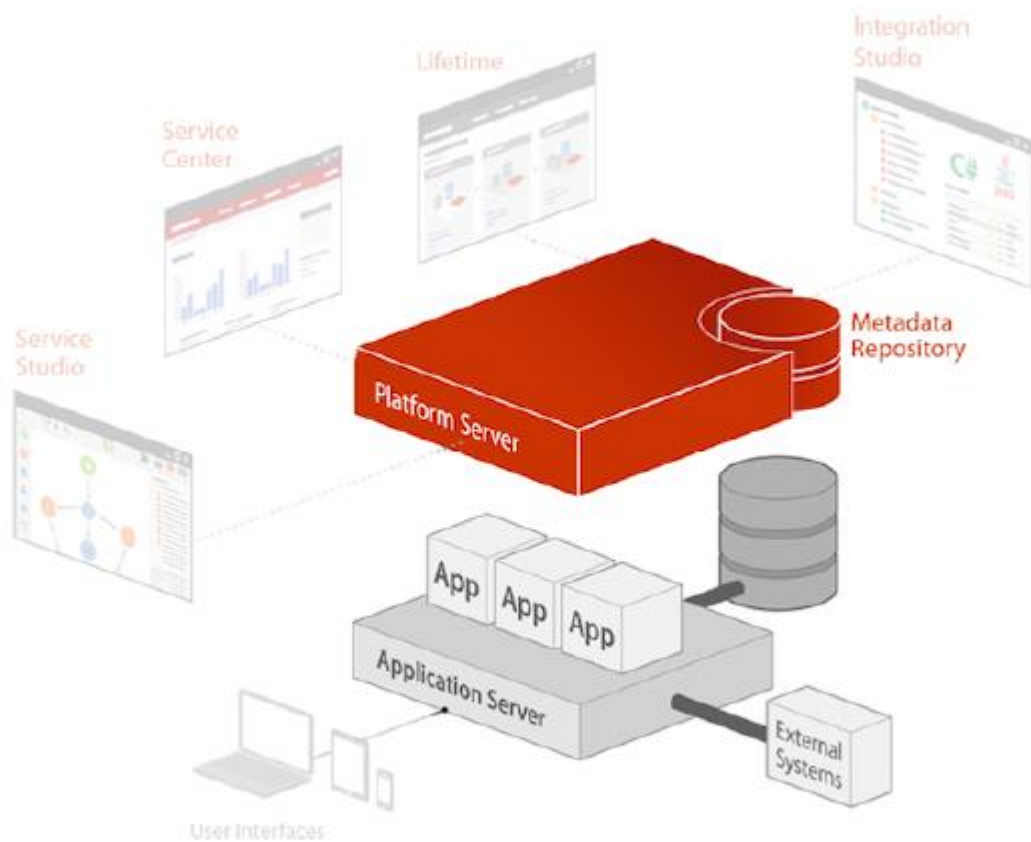 Integration
Studio
Lifetime
Service
Center
Metadata
Repository
Service
Studio
Platform Server
App
App
App
Application Server
External
Systems
User Interfaces